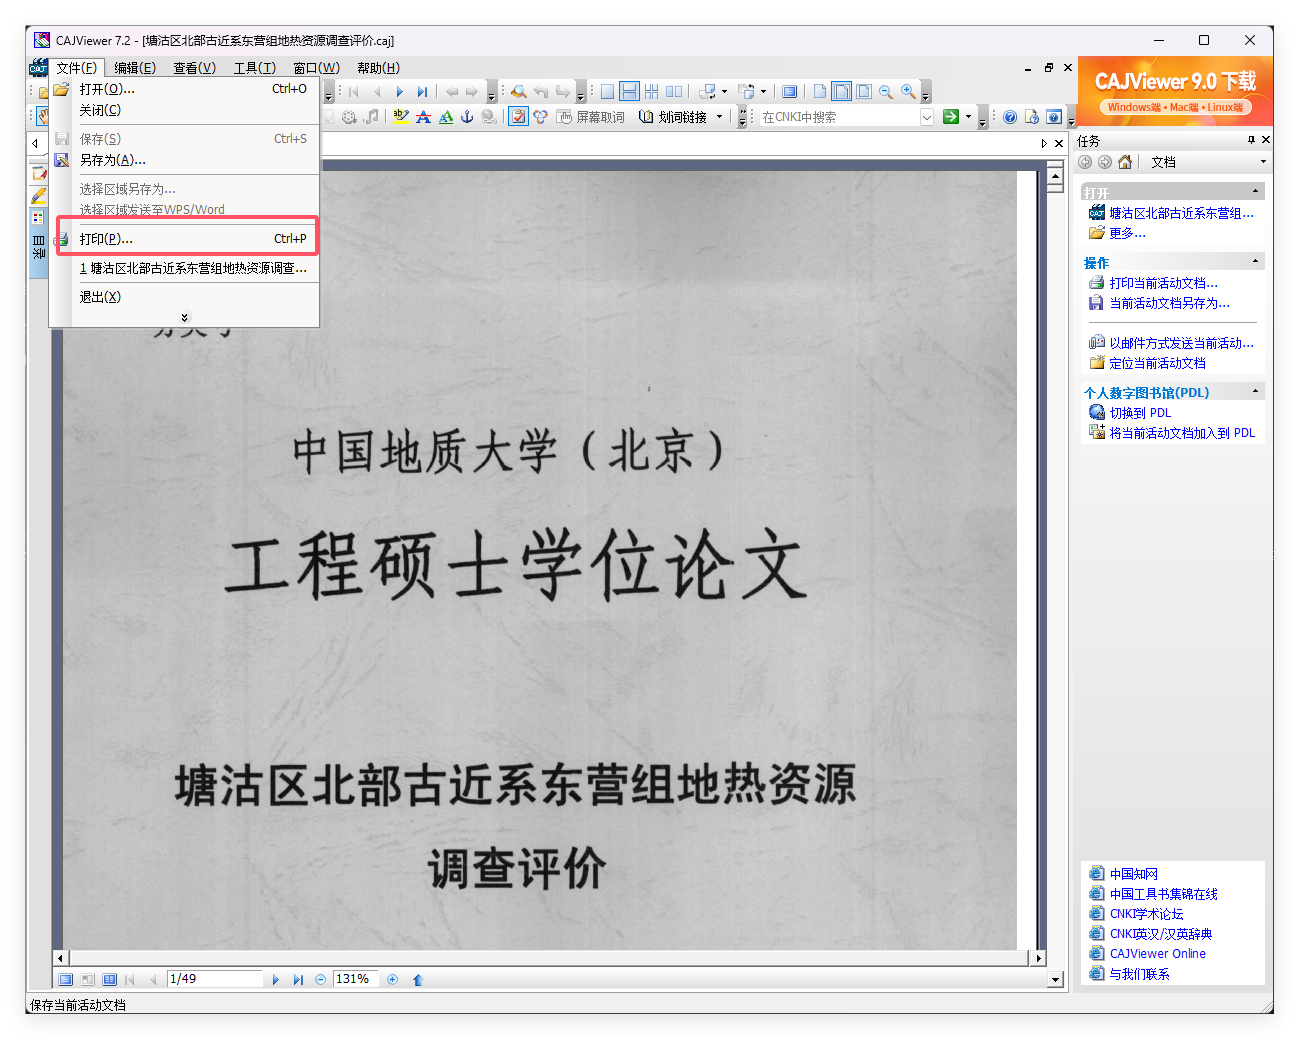 CAJViewer 7.2 - [塘沽区北部古近系东营组地热资源调查评价.caj]
文件(F) 编辑(E) 查看(V) 工具(T) 窗口(W) 帮助(H)
打开(O)... Ctrl+O
关闭(C)
保存(S) Ctrl+S
另存为(A)...
选择区域另存为...
选择区域发送至WPS/Word
打印(P)... Ctrl+P
1 塘沽区北部古近系东营组地热资源调查...
退出(X)
屏幕取词 划词链接 在CNKI中搜索
CAJViewer 9.0 下载
Windows端 • Mac端 • Linux端
目录
中国地质大学（北京）
工程硕士学位论文
塘沽区北部古近系东营组地热资源
调查评价
任务
文档
打开
塘沽区北部古近系东营组...
更多...
操作
打印当前活动文档...
当前活动文档另存为...
以邮件方式发送当前活动...
定位当前活动文档
个人数字图书馆(PDL)
切换到 PDL
将当前活动文档加入到 PDL
中国知网
中国工具书集锦在线
CNKI学术论坛
CNKI英汉/汉英辞典
CAJViewer Online
与我们联系
1/49 131%
保存当前活动文档